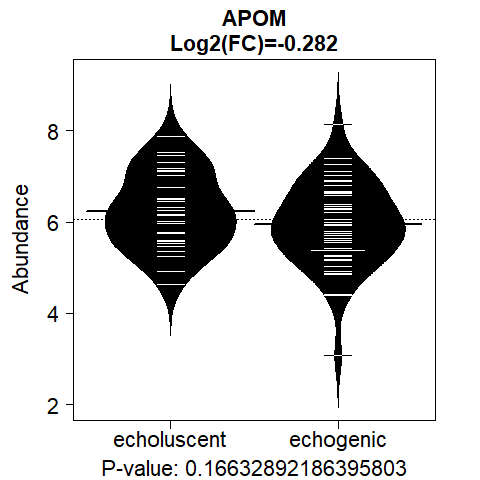 APOM
Log2(FC)=-0.282
Abundance
8
6
4
2
echoluscent echogenic
P-value: 0.16632892186395803